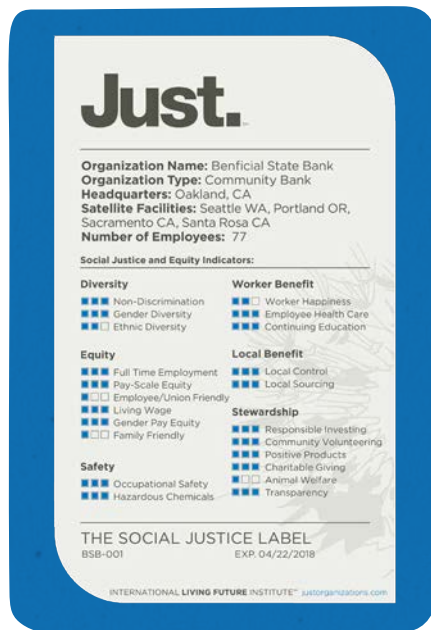 Just.
Organization Name: Benficial State Bank
Organization Type: Community Bank
Headquarters: Oakland, CA
Satellite Facilities: Seattle WA, Portland OR,
Sacramento CA, Santa Rosa CA
Number of Employees: 77
Social Justice and Equity Indicators:
Diversity
Non-Discrimination
Gender Diversity
Ethnic Diversity
Equity
Full Time Employment
Pay-Scale Equity
Employee/Union Friendly
Living Wage
Gender Pay Equity
Family Friendly
Safety
Occupational Safety
Hazardous Chemicals
Worker Benefit
Worker Happiness
Employee Health Care
Continuing Education
Local Benefit
Local Control
Local Sourcing
Stewardship
Responsible Investing
Community Volunteering
Positive Products
Charitable Giving
Animal Welfare
Transparency
THE SOCIAL JUSTICE LABEL
BSB-001 EXP. 04/22/2018
INTERNATIONAL LIVING FUTURE INSTITUTE™ justorganizations.com